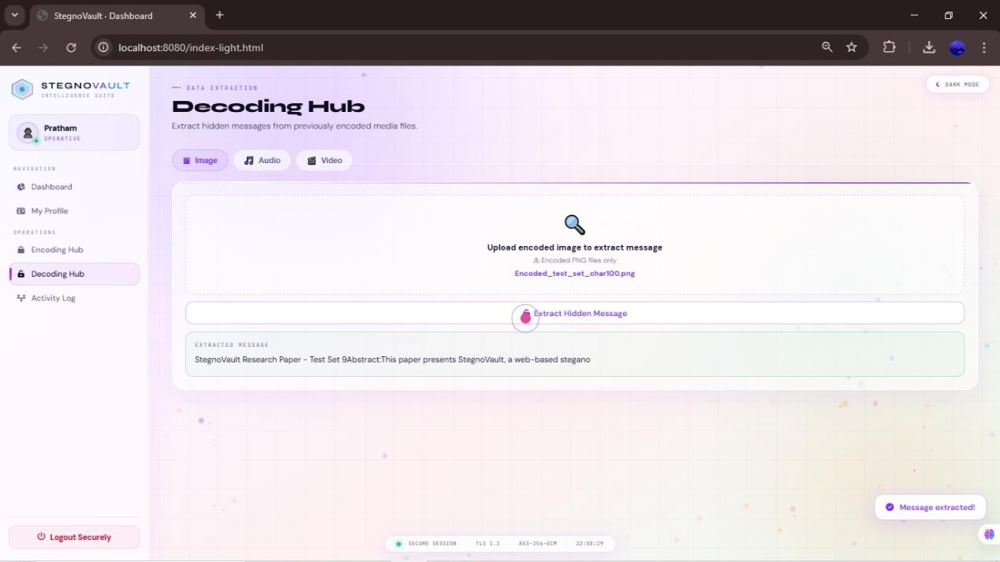 StegnoVault - Dashboard
localhost:8080/index-light.html
STEGNOVAULT
INTELLIGENCE SUITE
Pratham
OPERATIVE
NAVIGATION
Dashboard
My Profile
OPERATIONS
Encoding Hub
Decoding Hub
Activity Log
Logout Securely
DARK MODE
DATA EXTRACTION
Decoding Hub
Extract hidden messages from previously encoded media files.
Image
Audio
Video
Upload encoded image to extract message
⚠ Encoded PNG files only
Encoded_test_set_char100.png
Extract Hidden Message
EXTRACTED MESSAGE
StegnoVault Research Paper - Test Set 9Abstract:This paper presents StegnoVault, a web-based stegano
Message extracted!
SECURE SESSION · TLS 1.3 · AES-256-GCM · 22:08:29